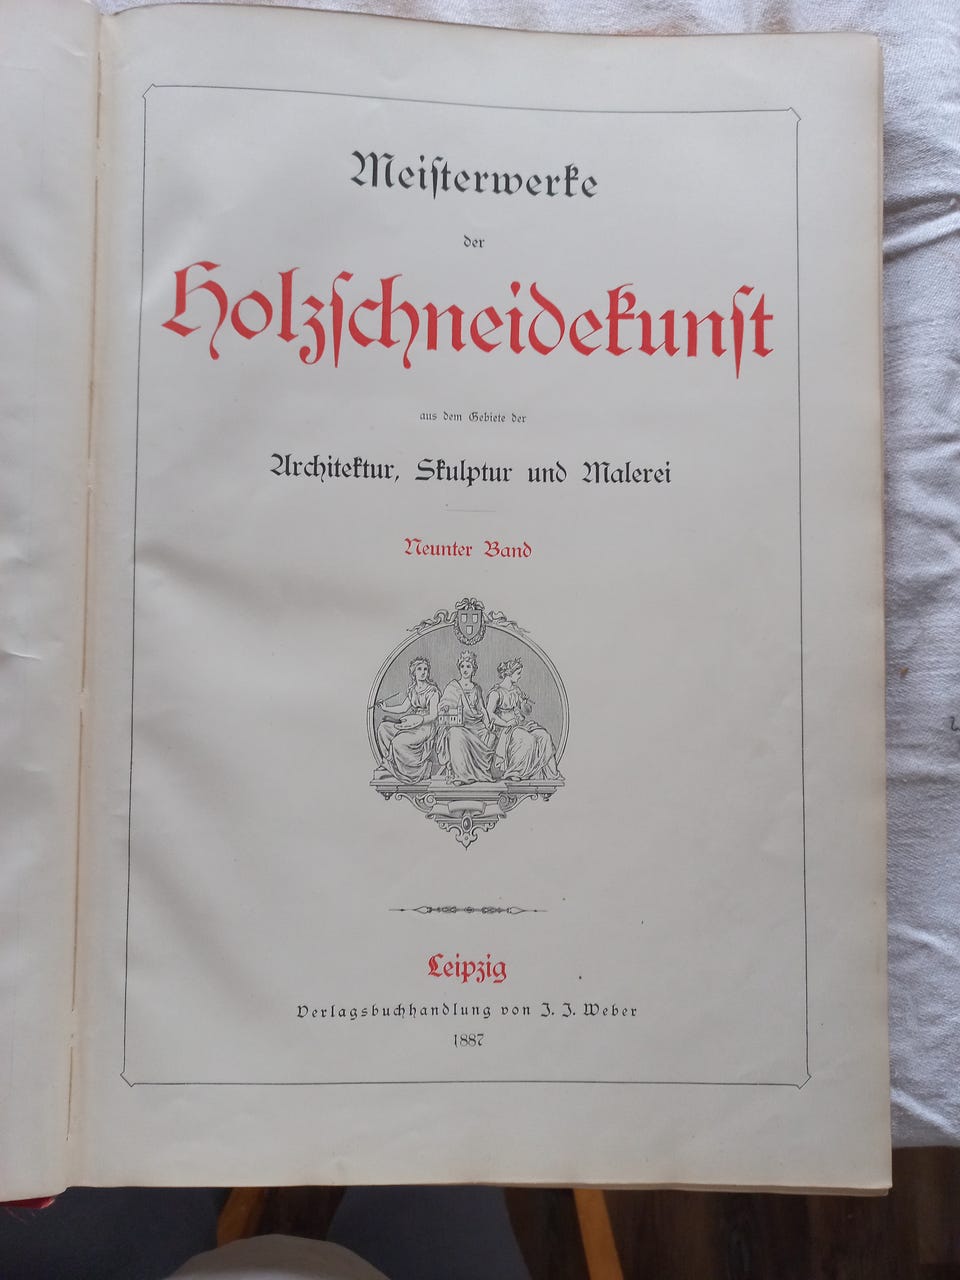 Meiſterwerke
der
Holzſchneidekunſt
aus dem Gebiete der
Architektur, Skulptur und Malerei
Neunter Band
Leipzig
Verlagsbuchhandlung von J. J. Weber
1887